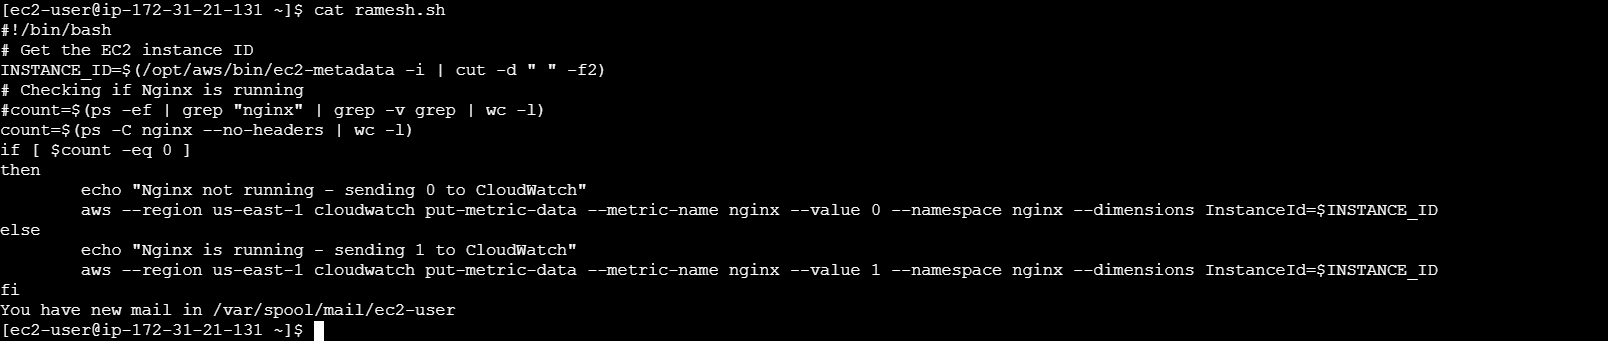 [ec2-user@ip-172-31-21-131 ~]$ cat ramesh.sh
#!/bin/bash
# Get the EC2 instance ID
INSTANCE_ID=$(/opt/aws/bin/ec2-metadata -i | cut -d " " -f2)
# Checking if Nginx is running
#count=$(ps -ef | grep "nginx" | grep -v grep | wc -l)
count=$(ps -C nginx --no-headers | wc -l)
if [ $count -eq 0 ]
then
        echo "Nginx not running - sending 0 to CloudWatch"
        aws --region us-east-1 cloudwatch put-metric-data --metric-name nginx --value 0 --namespace nginx --dimensions InstanceId=$INSTANCE_ID
else
        echo "Nginx is running - sending 1 to CloudWatch"
        aws --region us-east-1 cloudwatch put-metric-data --metric-name nginx --value 1 --namespace nginx --dimensions InstanceId=$INSTANCE_ID
fi
You have new mail in /var/spool/mail/ec2-user
[ec2-user@ip-172-31-21-131 ~]$